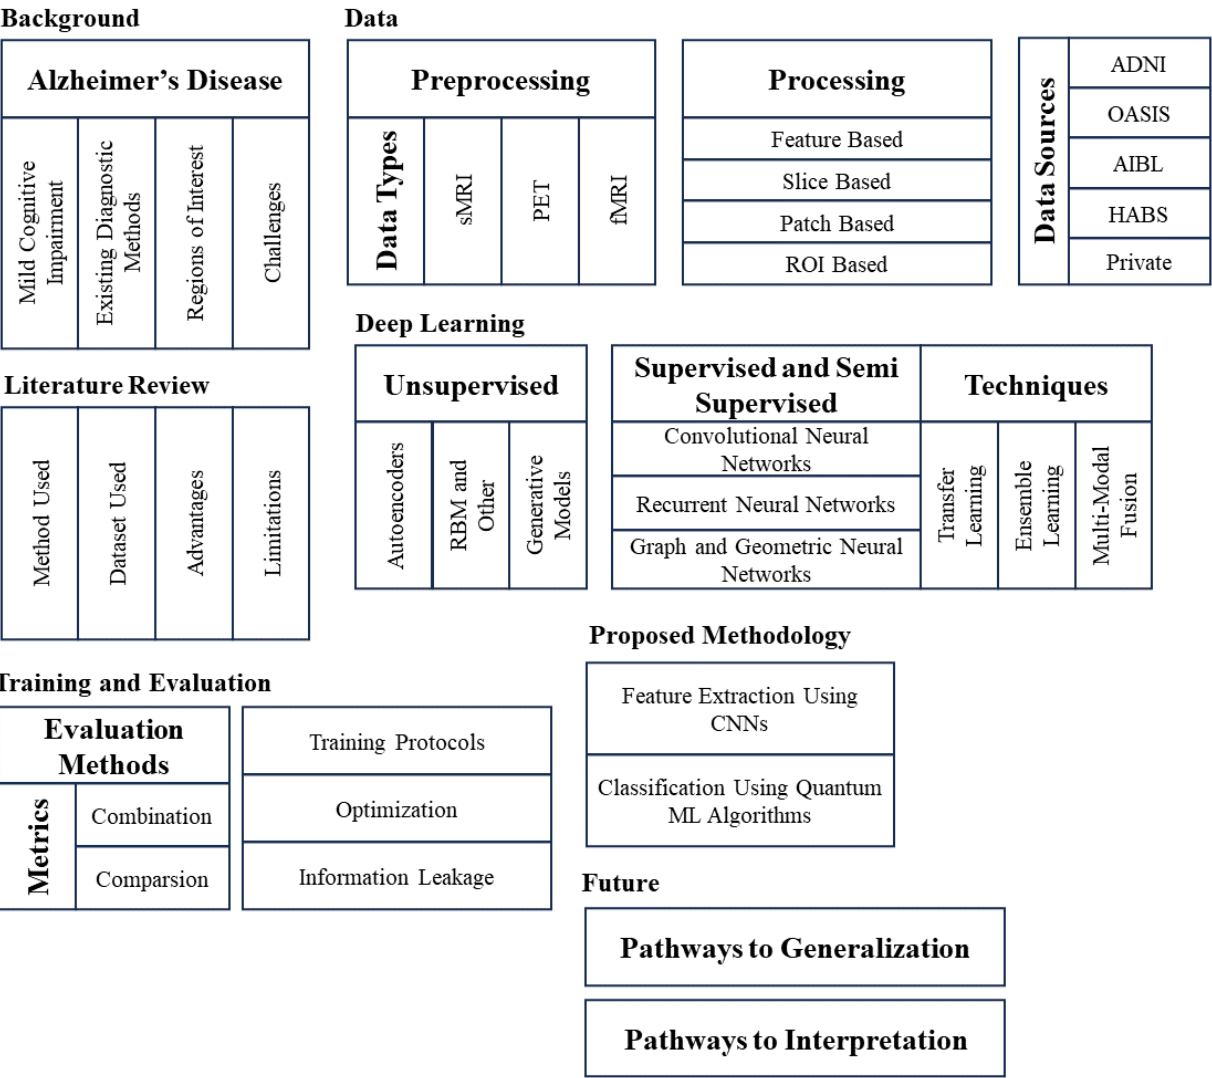 Background
Alzheimer's Disease
Mild Cognitive
Impairment
Existing Diagnostic
Methods
Regions of Interest
Challenges
Data
Preprocessing
Data Types
sMRI
PET
fMRI
Processing
Feature Based
Slice Based
Patch Based
ROI Based
Data Sources
ADNI
OASIS
AIBL
HABS
Private
Literature Review
Method Used
Dataset Used
Advantages
Limitations
Deep Learning
Unsupervised
Autoencoders
RBM and
Other
Generative
Models
Supervised and Semi
Supervised
Convolutional Neural
Networks
Recurrent Neural Networks
Graph and Geometric Neural
Networks
Techniques
Transfer
Learning
Ensemble
Learning
Multi-Modal
Fusion
Training and Evaluation
Evaluation
Methods
Metrics
Combination
Comparsion
Training Protocols
Optimization
Information Leakage
Proposed Methodology
Feature Extraction Using
CNNs
Classification Using Quantum
ML Algorithms
Future
Pathways to Generalization
Pathways to Interpretation